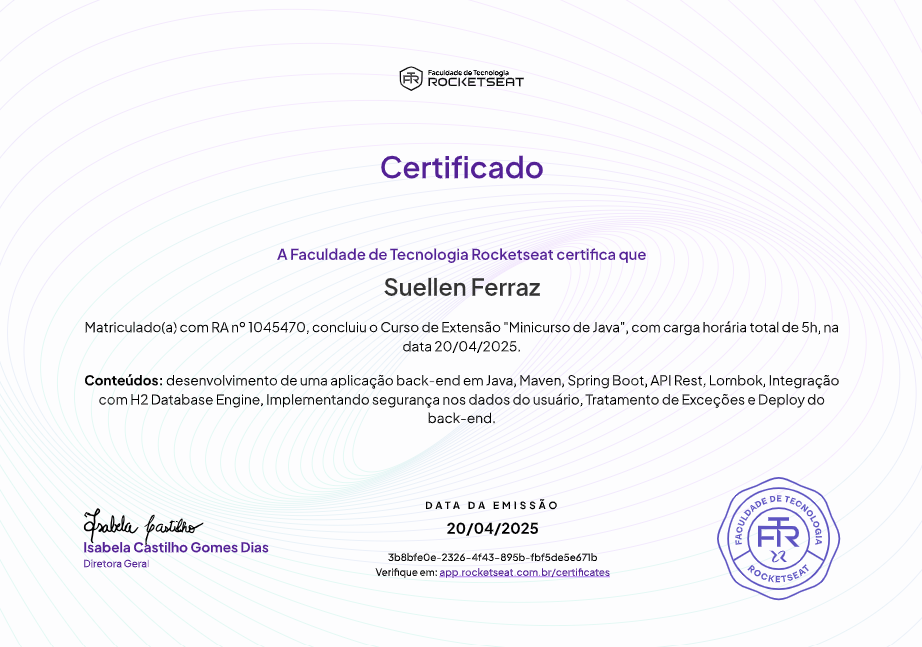 FTR
Faculdade de Tecnologia
ROCKETSEAT
Certificado
A Faculdade de Tecnologia Rocketseat certifica que
Suellen Ferraz
Matriculado(a) com RA nº 1045470, concluiu o Curso de Extensão "Minicurso de Java", com carga horária total de 5h, na
data 20/04/2025.
Conteúdos: desenvolvimento de uma aplicação back-end em Java, Maven, Spring Boot, API Rest, Lombok, Integração
com H2 Database Engine, Implementando segurança nos dados do usuário, Tratamento de Exceções e Deploy do
back-end.
Isabela Castilho
Isabela Castilho Gomes Dias
Diretora Geral
DATA DA EMISSÃO
20/04/2025
3b8bfe0e-2326-4f43-895b-fbf5de5e671b
Verifique em: app.rocketseat.com.br/certificates
FACULDADE DE TECNOLOGIA
FTR
ROCKETSEAT